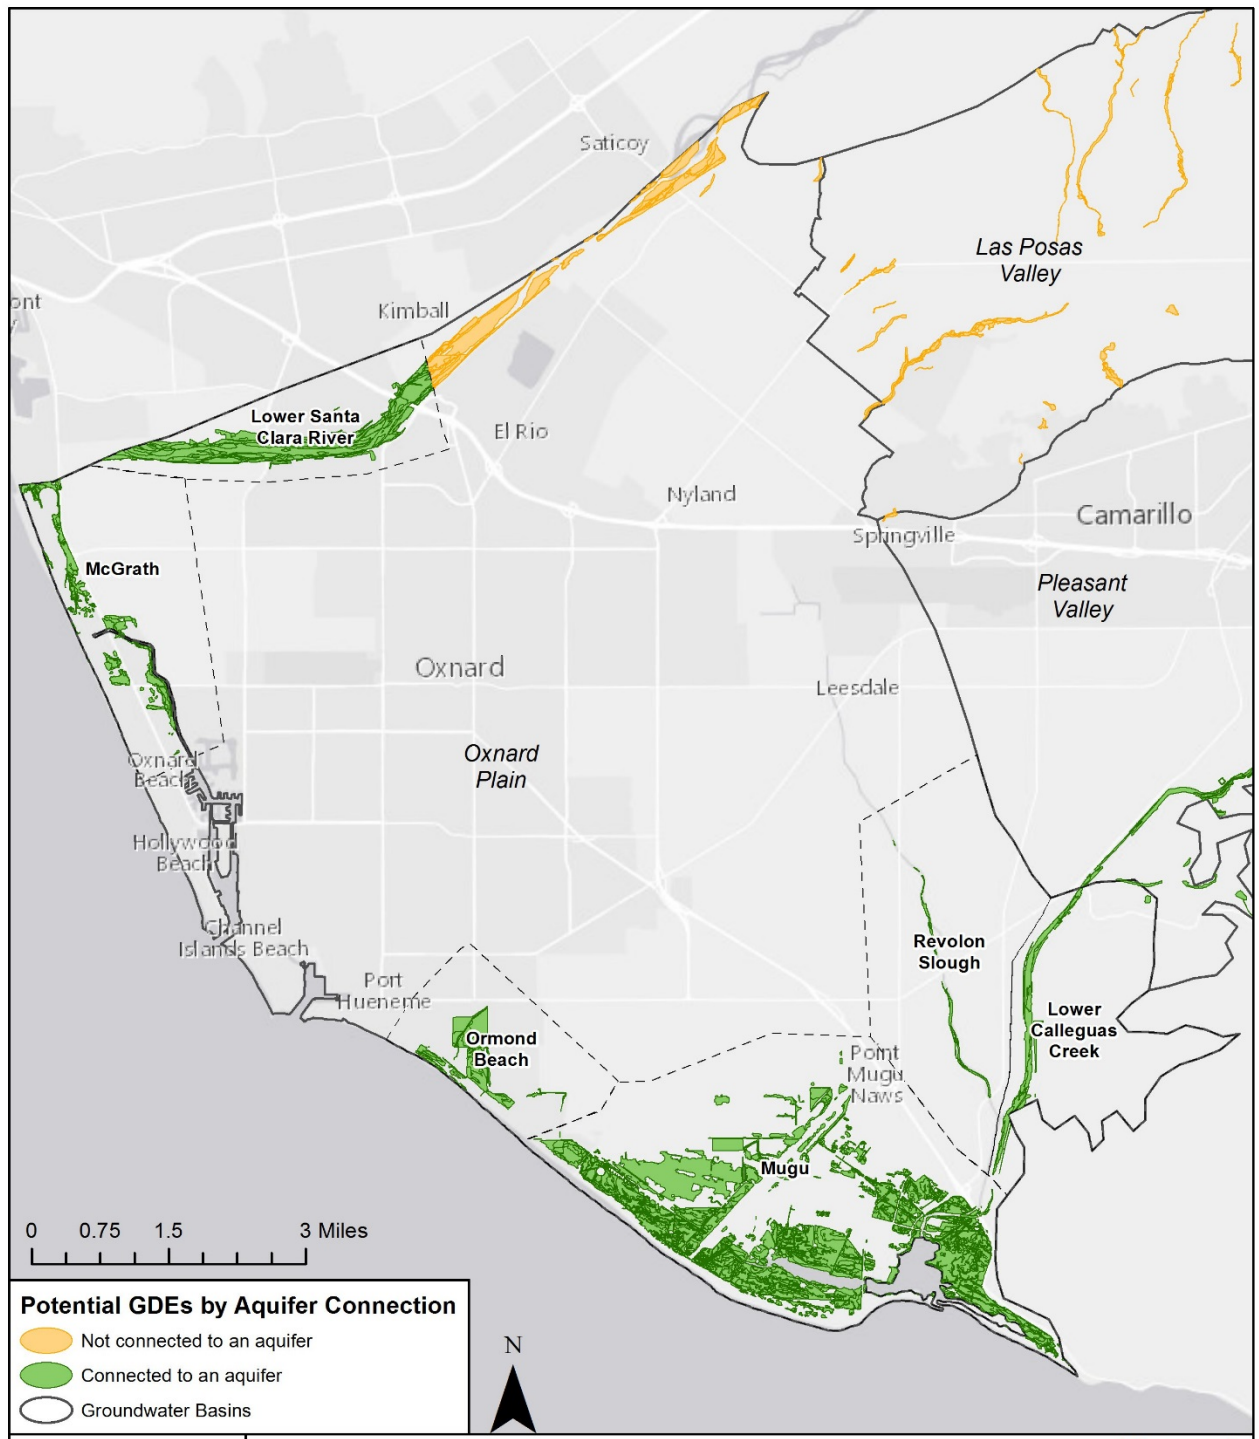 Saticoy
Las Posas
Valley
ont
y
Kimball
Lower Santa
Clara River
El Rio
Nyland
Camarillo
Springville
McGrath
Pleasant
Valley
Oxnard
Leesdale
Oxnard
Plain
Oxnard
Beach
Hollywood
Beach
Channel
Islands Beach
Revolon
Slough
Port
Hueneme
Lower
Calleguas
Creek
Ormond
Beach
Point
Mugu
Naws
Mugu
0 0.75 1.5 3 Miles
Potential GDEs by Aquifer Connection
Not connected to an aquifer
Connected to an aquifer
Groundwater Basins
N